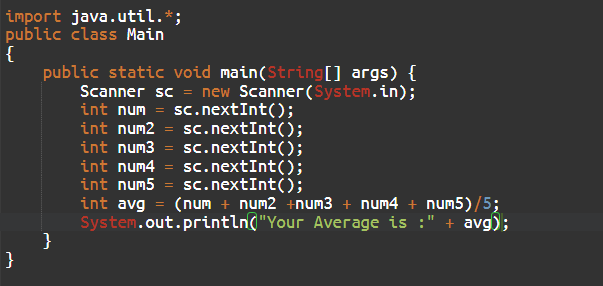 import java.util.*;
public class Main
{
    public static void main(String[] args) {
        Scanner sc = new Scanner(System.in);
        int num = sc.nextInt();
        int num2 = sc.nextInt();
        int num3 = sc.nextInt();
        int num4 = sc.nextInt();
        int num5 = sc.nextInt();
        int avg = (num + num2 +num3 + num4 + num5)/5;
        System.out.println("Your Average is :" + avg);
    }
}